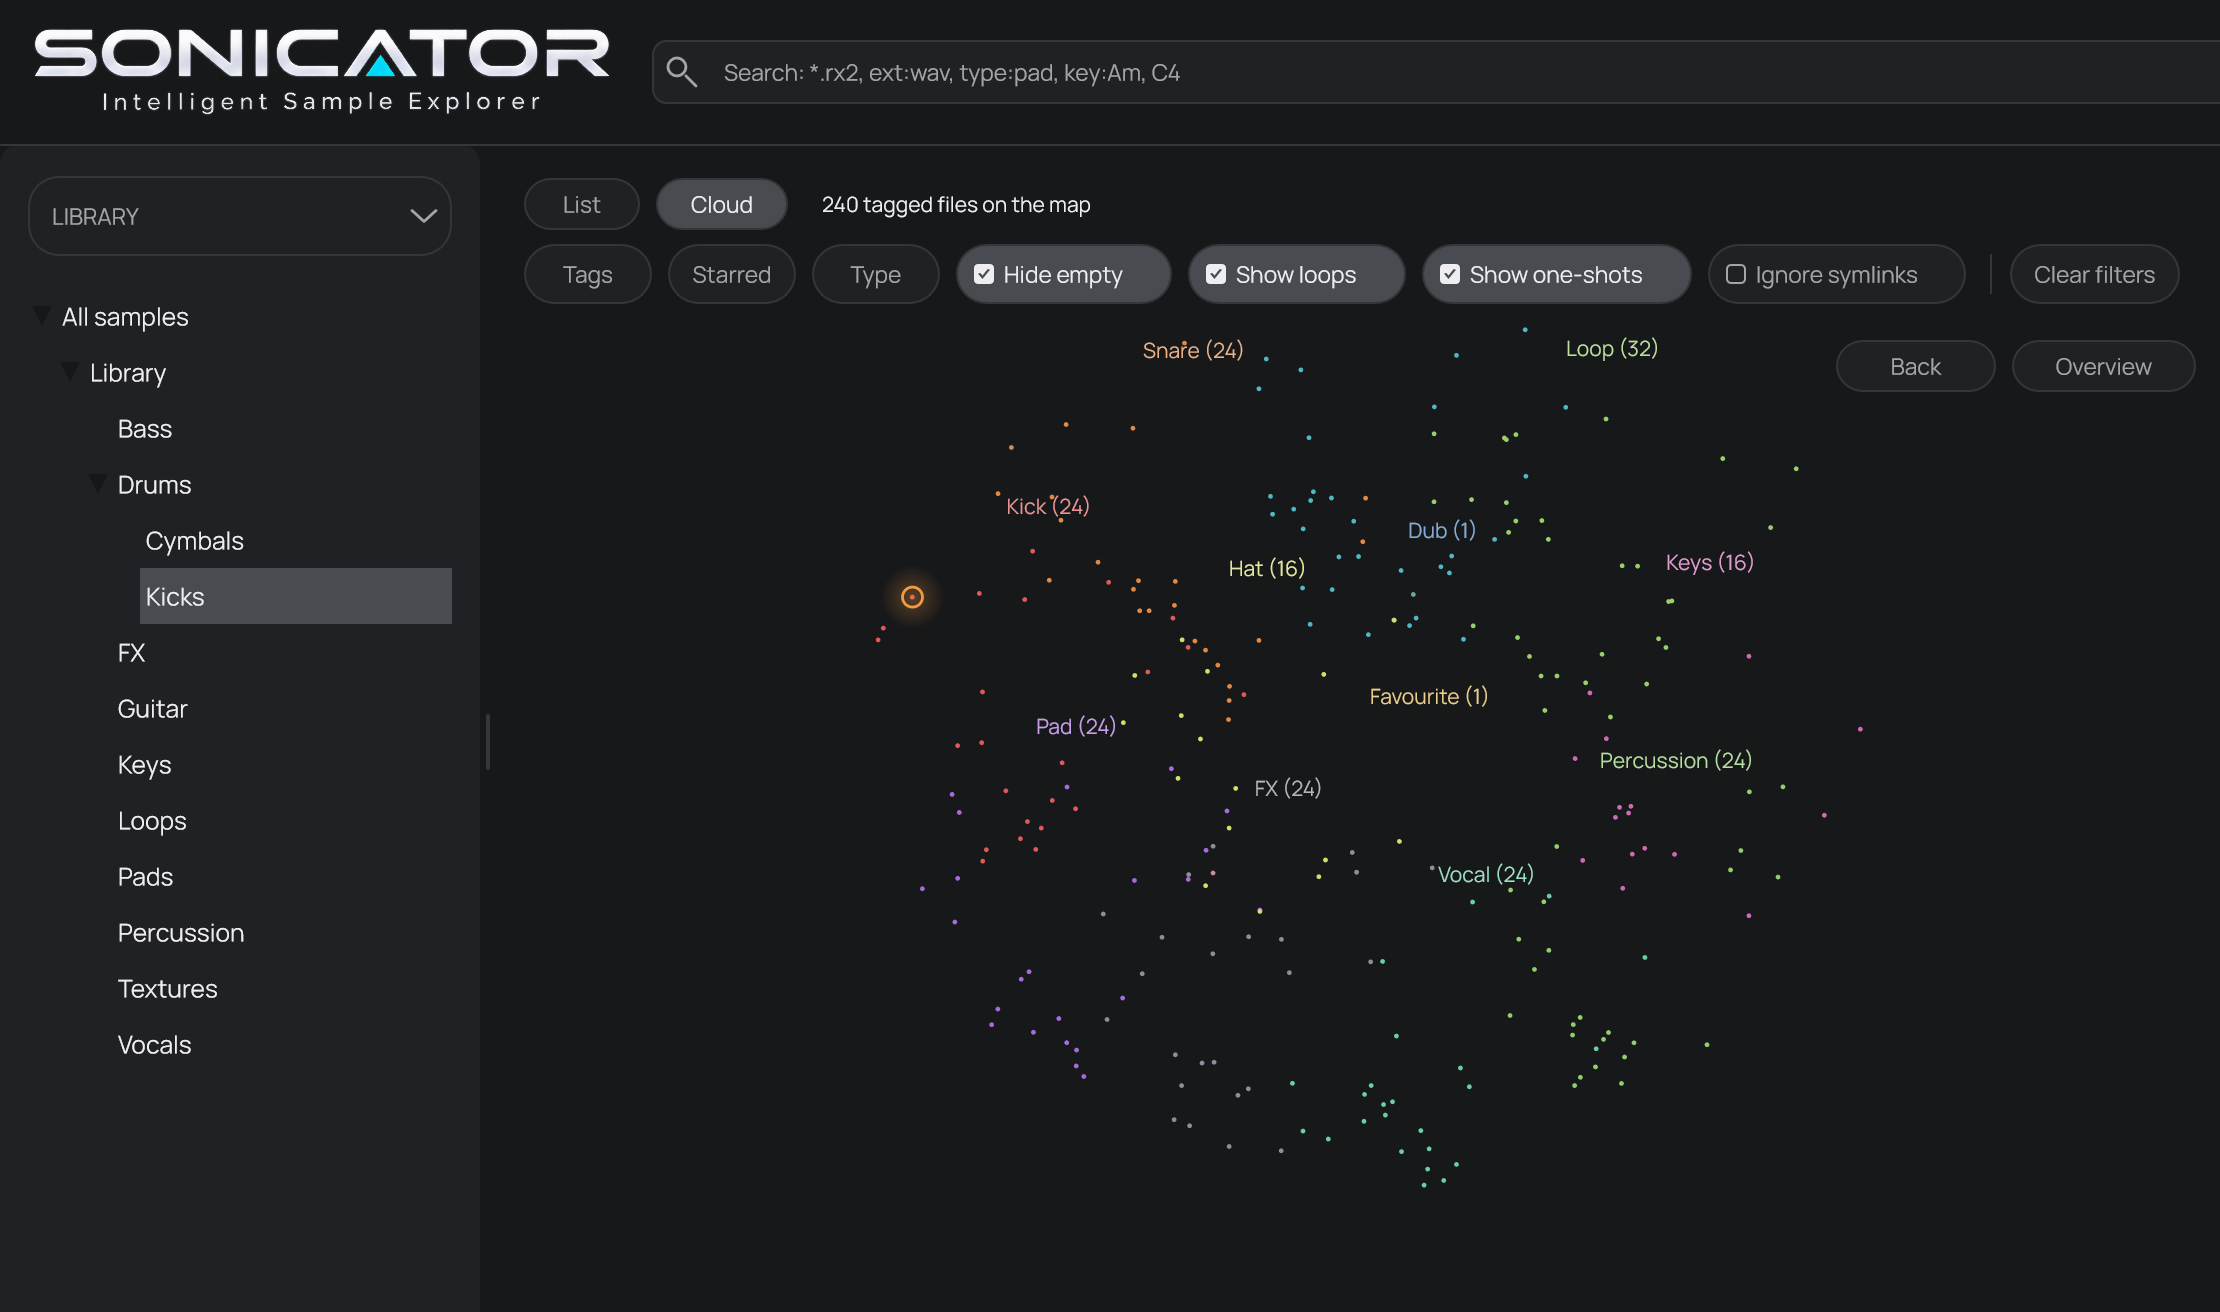 SONICATOR
Intelligent Sample Explorer
Search: *.rx2, ext:wav, type:pad, key:Am, C4
LIBRARY
All samples
Library
Bass
Drums
Cymbals
Kicks
FX
Guitar
Keys
Loops
Pads
Percussion
Textures
Vocals
List
Cloud
240 tagged files on the map
Tags
Starred
Type
Hide empty
Show loops
Show one-shots
Ignore symlinks
Clear filters
Back
Overview
Snare (24)
Loop (32)
Kick (24)
Dub (1)
Hat (16)
Keys (16)
Favourite (1)
Pad (24)
Percussion (24)
FX (24)
Vocal (24)